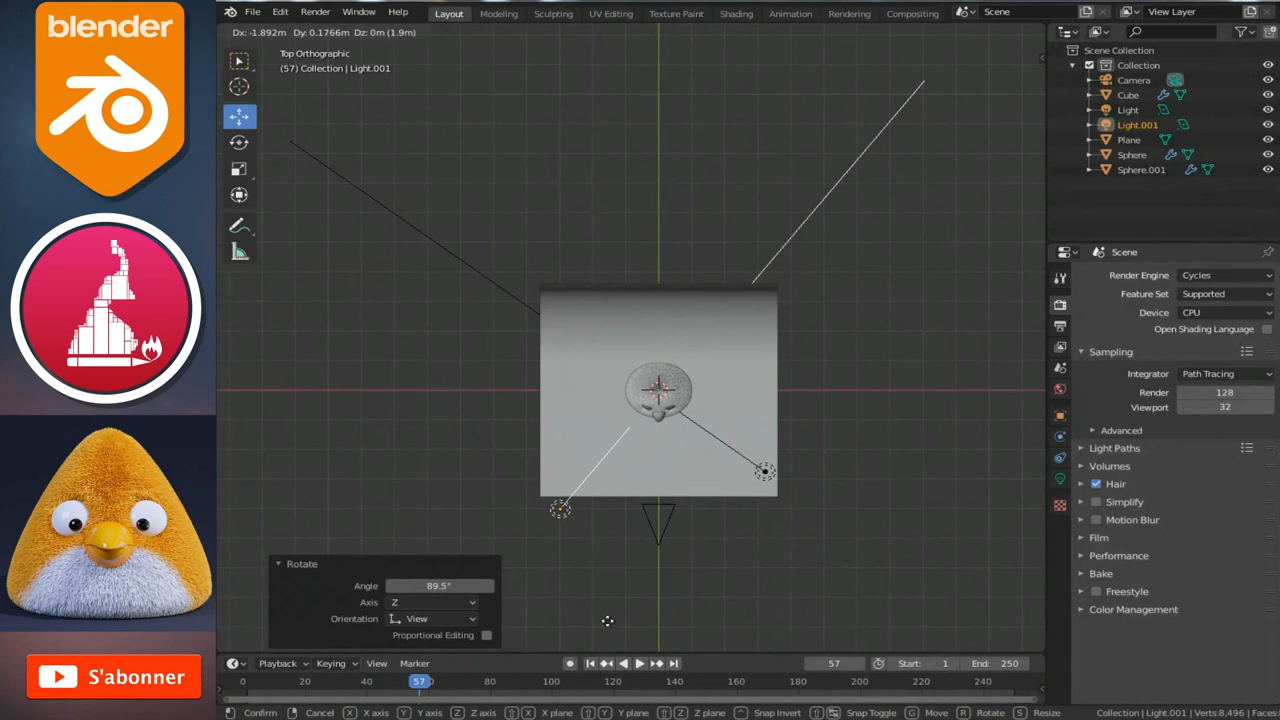 blender
S'abonner
File Edit Render Window Help
Layout Modeling Sculpting UV Editing Texture Paint Shading Animation Rendering Compositing
Scene
View Layer
Dx: -1.892m Dy: 0.1766m Dz: 0m (1.9m)
Top Orthographic
(57) Collection | Light.001
Scene Collection
Collection
Camera
Cube
Light
Light.001
Plane
Sphere
Sphere.001
Scene
Render Engine Cycles
Feature Set Supported
Device CPU
Open Shading Language
Sampling
Integrator Path Tracing
Render 128
Viewport 32
Advanced
Light Paths
Volumes
Hair
Simplify
Motion Blur
Film
Performance
Bake
Freestyle
Color Management
Rotate
Angle 89.5°
Axis Z
Orientation View
Proportional Editing
Playback Keying View Marker 57 Start: 1 End: 250
0 57 100 120 140 160 180 200 220 240
Confirm Cancel X X axis Y Y axis Z Z axis X X plane Y Y plane Z Z plane Snap Invert Snap Toggle G Move R Rotate S Resize Collection | Light.001 | Verts:8,496 | Faces: